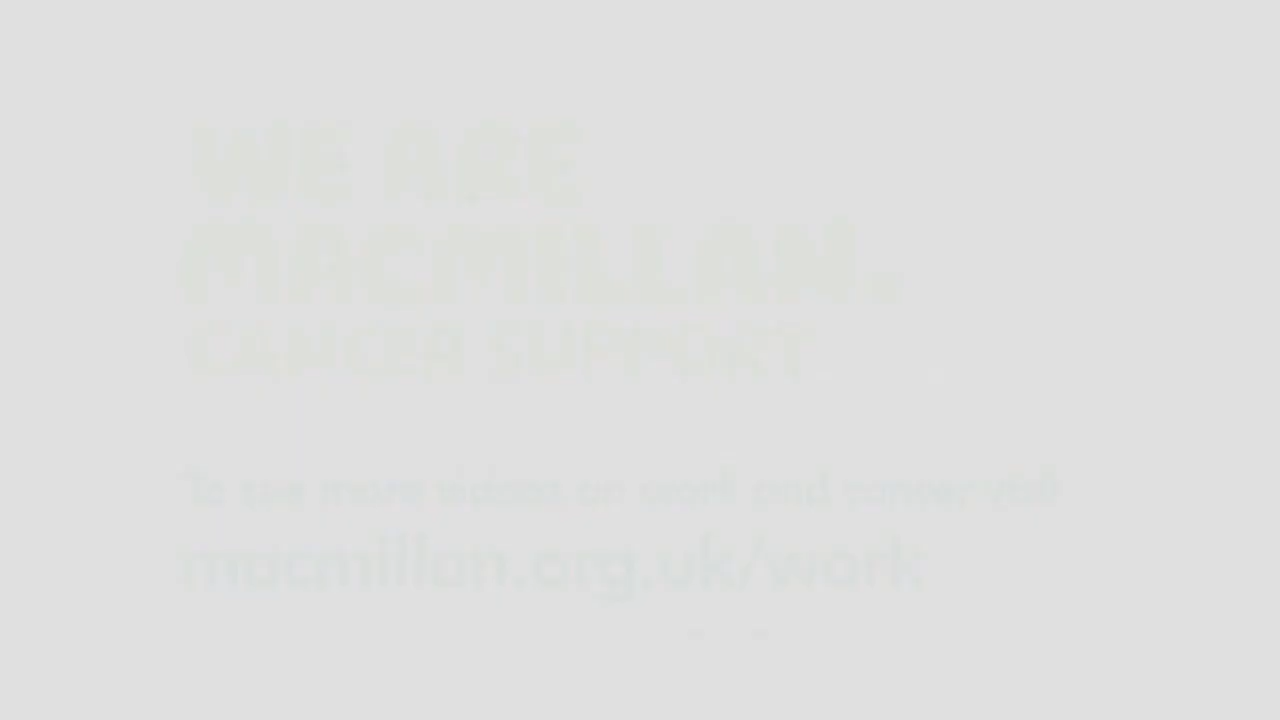 WE ARE
MACMILLAN.
CANCER SUPPORT
To see more videos on work and cancer visit
macmillan.org.uk/work